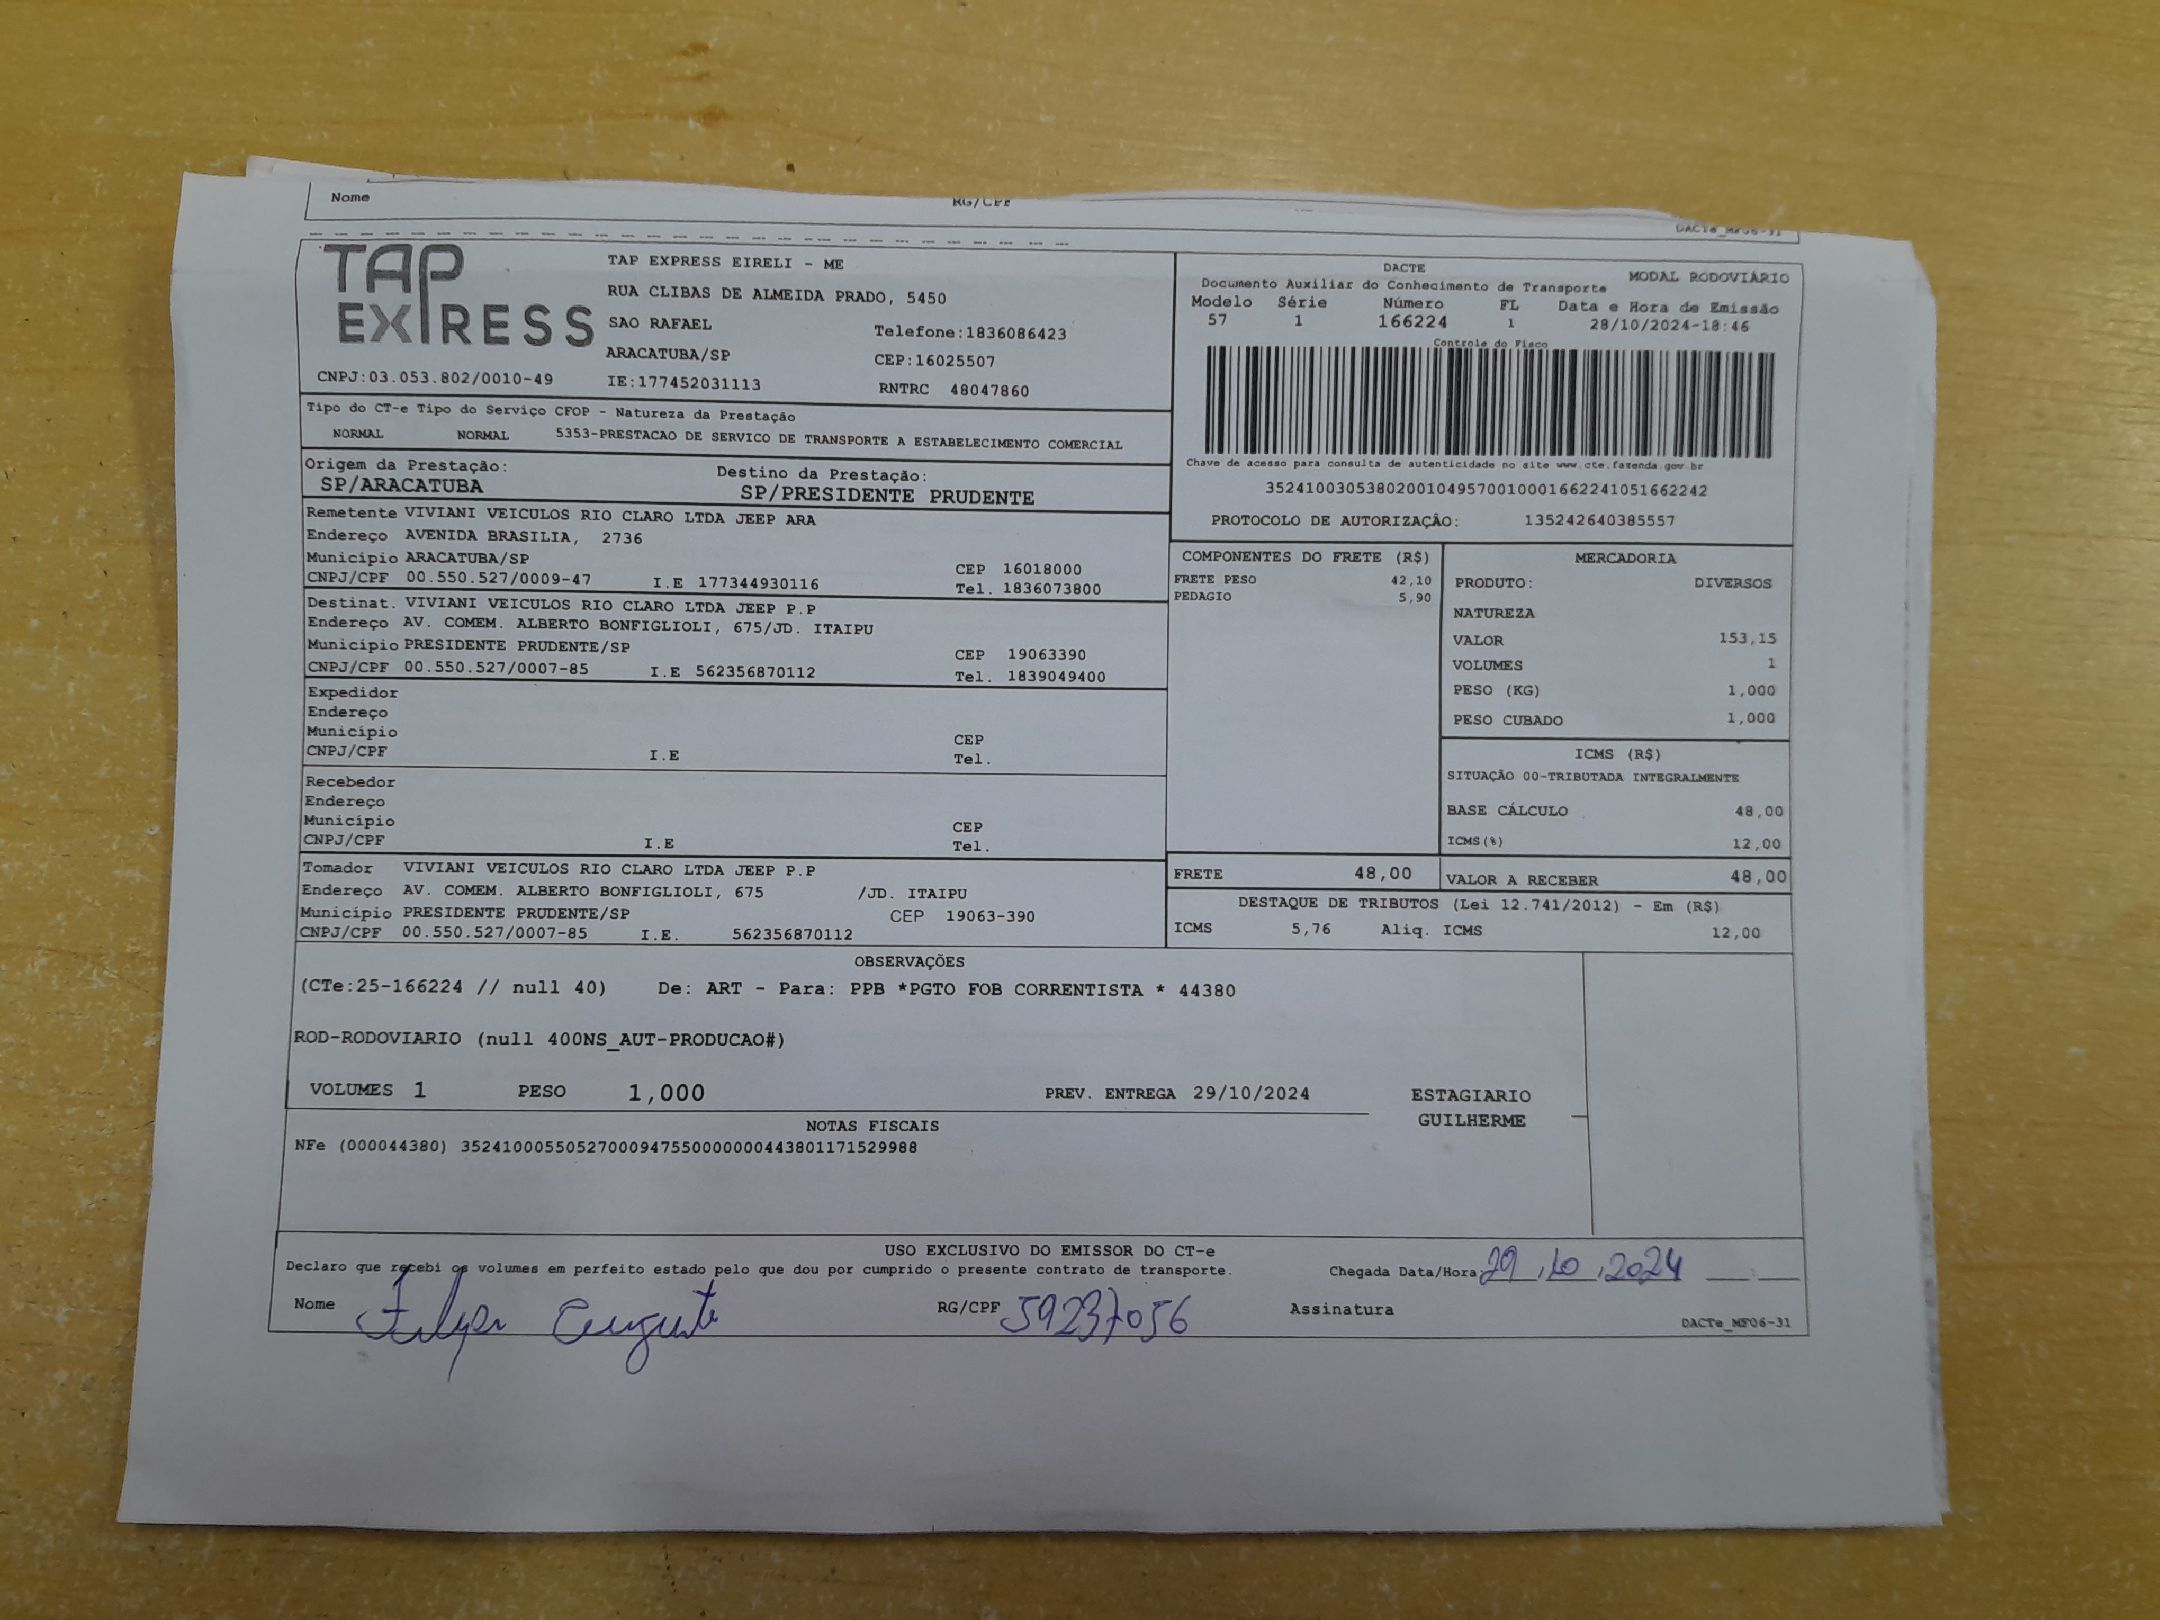 Nome RG/CPF
DACTe_MF06-31
TAP EXPRESS
TAP EXPRESS EIRELI - ME
RUA CLIBAS DE ALMEIDA PRADO, 5450
SAO RAFAEL Telefone:1836086423
ARACATUBA/SP CEP:16025507
CNPJ:03.053.802/0010-49 IE:177452031113 RNTRC 48047860
DACTE MODAL RODOVIÁRIO
Documento Auxiliar do Conhecimento de Transporte
Modelo Série Número FL Data e Hora de Emissão
57 1 166224 1 28/10/2024-18:46
Controle do Fisco
Chave de acesso para consulta de autenticidade no site www.cte.fazenda.gov.br
35241003053802001049570010001662241051662242
PROTOCOLO DE AUTORIZAÇÃO: 135242640385557
Tipo do CT-e Tipo do Serviço CFOP - Natureza da Prestação
NORMAL NORMAL 5353-PRESTACAO DE SERVICO DE TRANSPORTE A ESTABELECIMENTO COMERCIAL
Origem da Prestação: Destino da Prestação:
SP/ARACATUBA SP/PRESIDENTE PRUDENTE
Remetente VIVIANI VEICULOS RIO CLARO LTDA JEEP ARA
Endereço AVENIDA BRASILIA, 2736
Município ARACATUBA/SP CEP 16018000
CNPJ/CPF 00.550.527/0009-47 I.E 177344930116 Tel. 1836073800
Destinat. VIVIANI VEICULOS RIO CLARO LTDA JEEP P.P
Endereço AV. COMEM. ALBERTO BONFIGLIOLI, 675/JD. ITAIPU
Município PRESIDENTE PRUDENTE/SP CEP 19063390
CNPJ/CPF 00.550.527/0007-85 I.E 562356870112 Tel. 1839049400
Expedidor
Endereço
Município CEP
CNPJ/CPF I.E Tel.
Recebedor
Endereço
Município CEP
CNPJ/CPF I.E Tel.
Tomador VIVIANI VEICULOS RIO CLARO LTDA JEEP P.P
Endereço AV. COMEM. ALBERTO BONFIGLIOLI, 675 /JD. ITAIPU
Município PRESIDENTE PRUDENTE/SP CEP 19063-390
CNPJ/CPF 00.550.527/0007-85 I.E. 562356870112
COMPONENTES DO FRETE (R$)
FRETE PESO 42,10
PEDAGIO 5,90
MERCADORIA
PRODUTO: DIVERSOS
NATUREZA
VALOR 153,15
VOLUMES 1
PESO (KG) 1,000
PESO CUBADO 1,000
ICMS (R$)
SITUAÇÃO 00-TRIBUTADA INTEGRALMENTE
BASE CÁLCULO 48,00
ICMS(%) 12,00
FRETE 48,00 VALOR A RECEBER 48,00
DESTAQUE DE TRIBUTOS (Lei 12.741/2012) - Em (R$)
ICMS 5,76 Aliq. ICMS 12,00
OBSERVAÇÕES
(CTe:25-166224 // null 40) De: ART - Para: PPB *PGTO FOB CORRENTISTA * 44380
ROD-RODOVIARIO (null 400NS_AUT-PRODUCAO#)
VOLUMES 1 PESO 1,000 PREV. ENTREGA 29/10/2024 ESTAGIARIO
GUILHERME
NOTAS FISCAIS
NFe (000044380) 35241000550527000947550000000443801171529988
USO EXCLUSIVO DO EMISSOR DO CT-e
Declaro que recebi os volumes em perfeito estado pelo que dou por cumprido o presente contrato de transporte. Chegada Data/Hora: 29,10,2024 __:__
Nome RG/CPF 59237056 Assinatura
DACTe_MF06-31